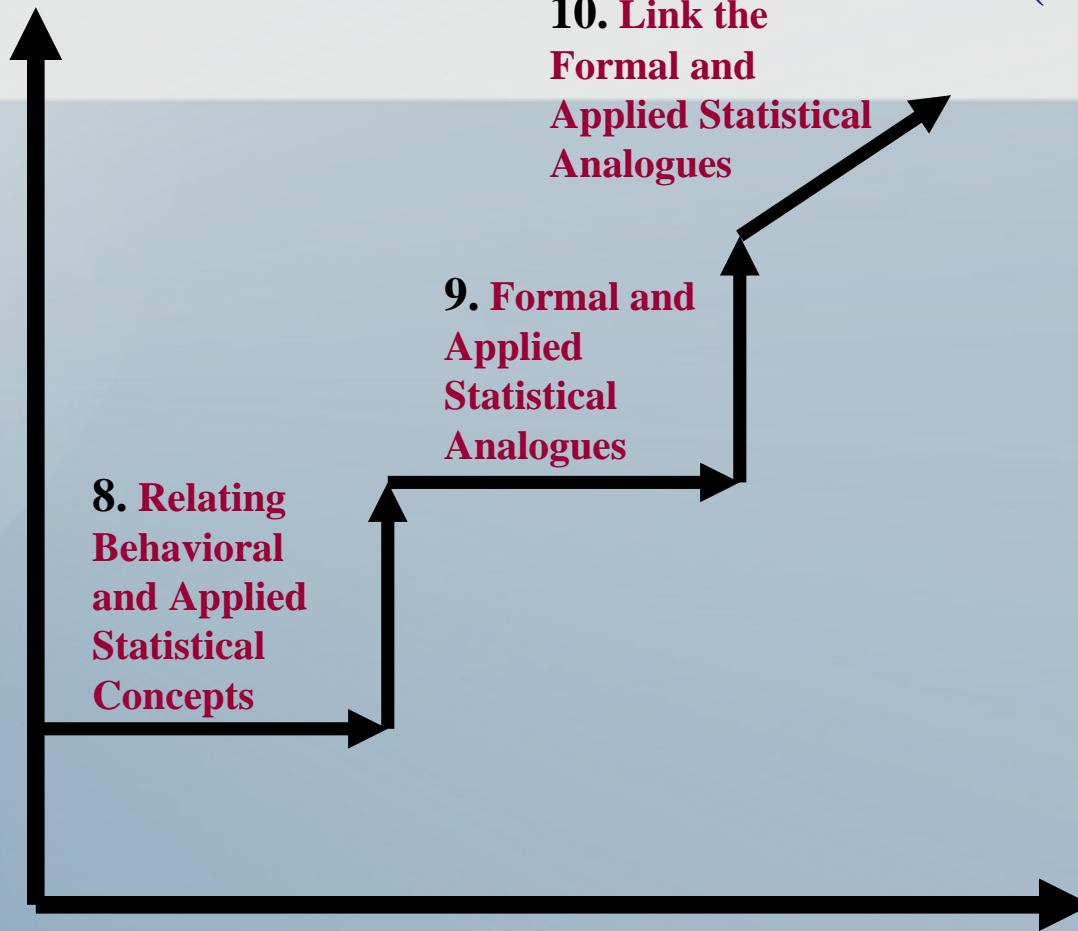 10. Link the
Formal and
Applied Statistical
Analogues
9. Formal and
Applied
Statistical
Analogues
8. Relating
Behavioral
and Applied
Statistical
Concepts